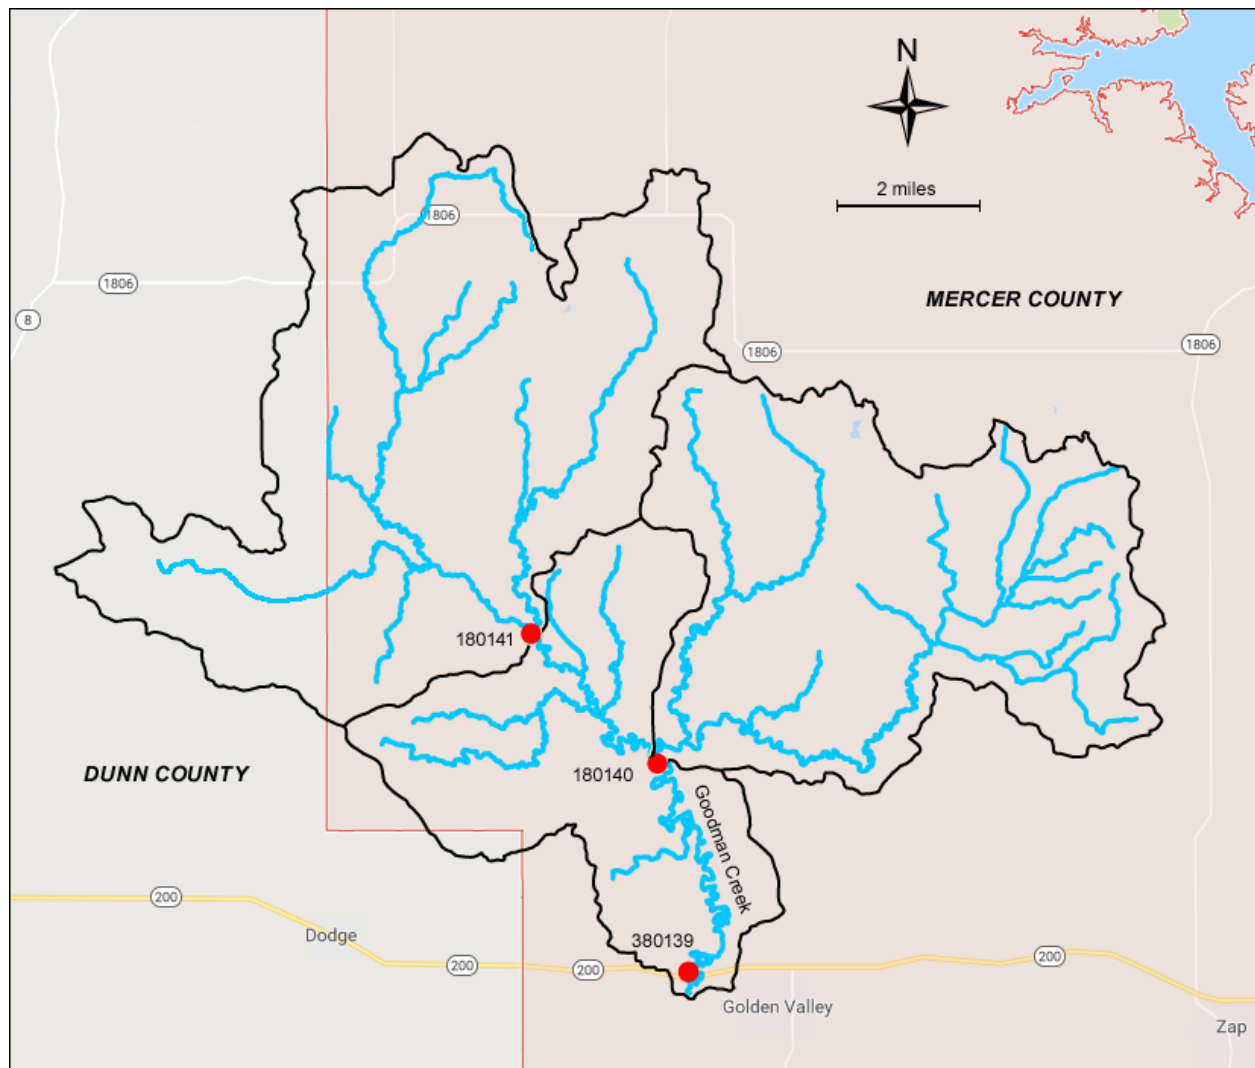 N
2 miles
1806
1806
8
MERCER COUNTY
1806
1806
180141
180140
DUNN COUNTY
Goodman Creek
200
Dodge
380139
200
200
200
Golden Valley
Zap